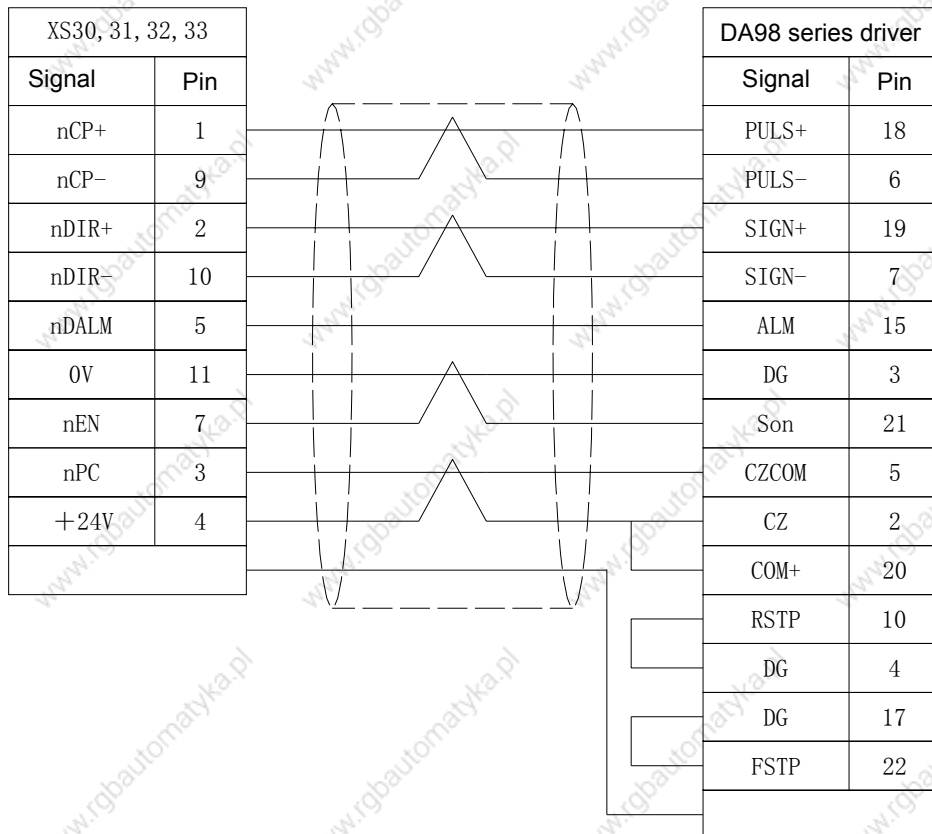 XS30, 31, 32, 33
Signal Pin
nCP+ 1
nCP- 9
nDIR+ 2
nDIR- 10
nDALM 5
0V 11
nEN 7
nPC 3
+24V 4
DA98 series driver
Signal Pin
PULS+ 18
PULS- 6
SIGN+ 19
SIGN- 7
ALM 15
DG 3
Son 21
CZCOM 5
CZ 2
COM+ 20
RSTP 10
DG 4
DG 17
FSTP 22
www.rgbautomatyka.pl